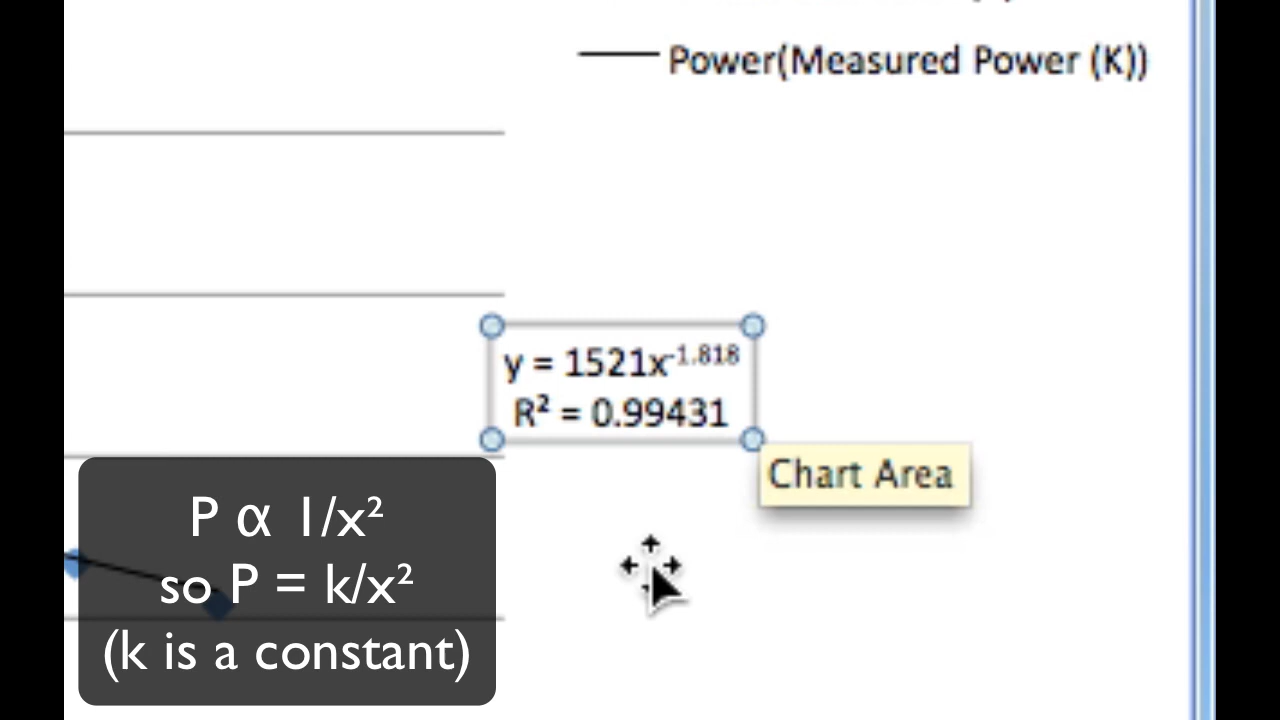 Power(Measured Power (K))
y = 1521x^-1.818
R² = 0.99431
Chart Area
P α 1/x²
so P = k/x²
(k is a constant)